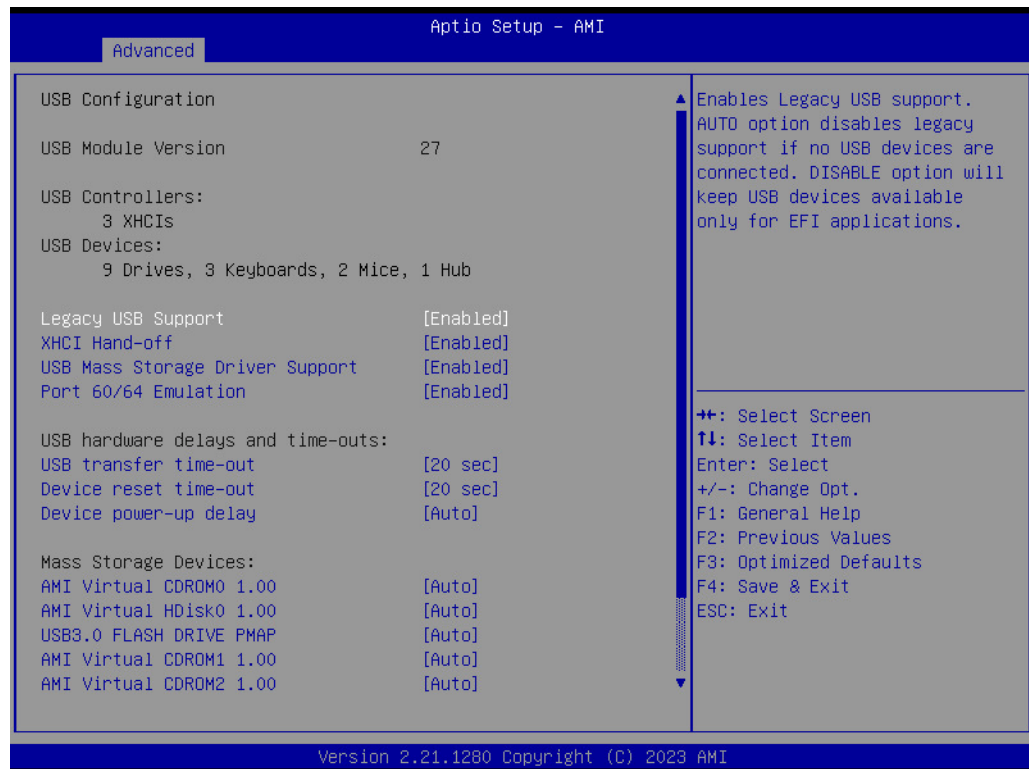 Aptio Setup – AMI
Advanced
USB Configuration
USB Module Version 27
USB Controllers:
3 XHCIs
USB Devices:
9 Drives, 3 Keyboards, 2 Mice, 1 Hub
Legacy USB Support [Enabled]
XHCI Hand-off [Enabled]
USB Mass Storage Driver Support [Enabled]
Port 60/64 Emulation [Enabled]
USB hardware delays and time-outs:
USB transfer time-out [20 sec]
Device reset time-out [20 sec]
Device power-up delay [Auto]
Mass Storage Devices:
AMI Virtual CDROM0 1.00 [Auto]
AMI Virtual HDisk0 1.00 [Auto]
USB3.0 FLASH DRIVE PMAP [Auto]
AMI Virtual CDROM1 1.00 [Auto]
AMI Virtual CDROM2 1.00 [Auto]
Enables Legacy USB support.
AUTO option disables legacy
support if no USB devices are
connected. DISABLE option will
keep USB devices available
only for EFI applications.
→←: Select Screen
↑↓: Select Item
Enter: Select
+/-: Change Opt.
F1: General Help
F2: Previous Values
F3: Optimized Defaults
F4: Save & Exit
ESC: Exit
Version 2.21.1280 Copyright (C) 2023 AMI